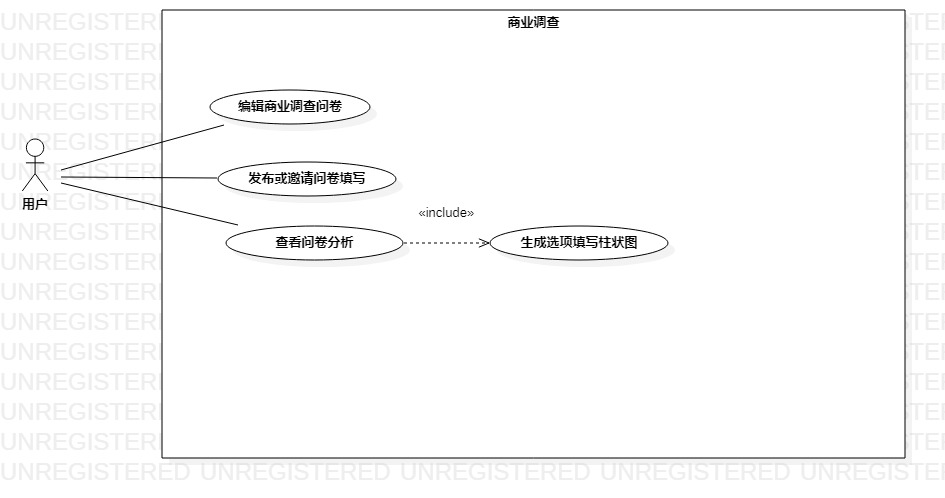 商业调查
编辑商业调查问卷
发布或邀请问卷填写
用户
«include»
查看问卷分析
生成选项填写柱状图
UNREGISTERED UNREGISTERED UNREGISTERED UNREGISTERED